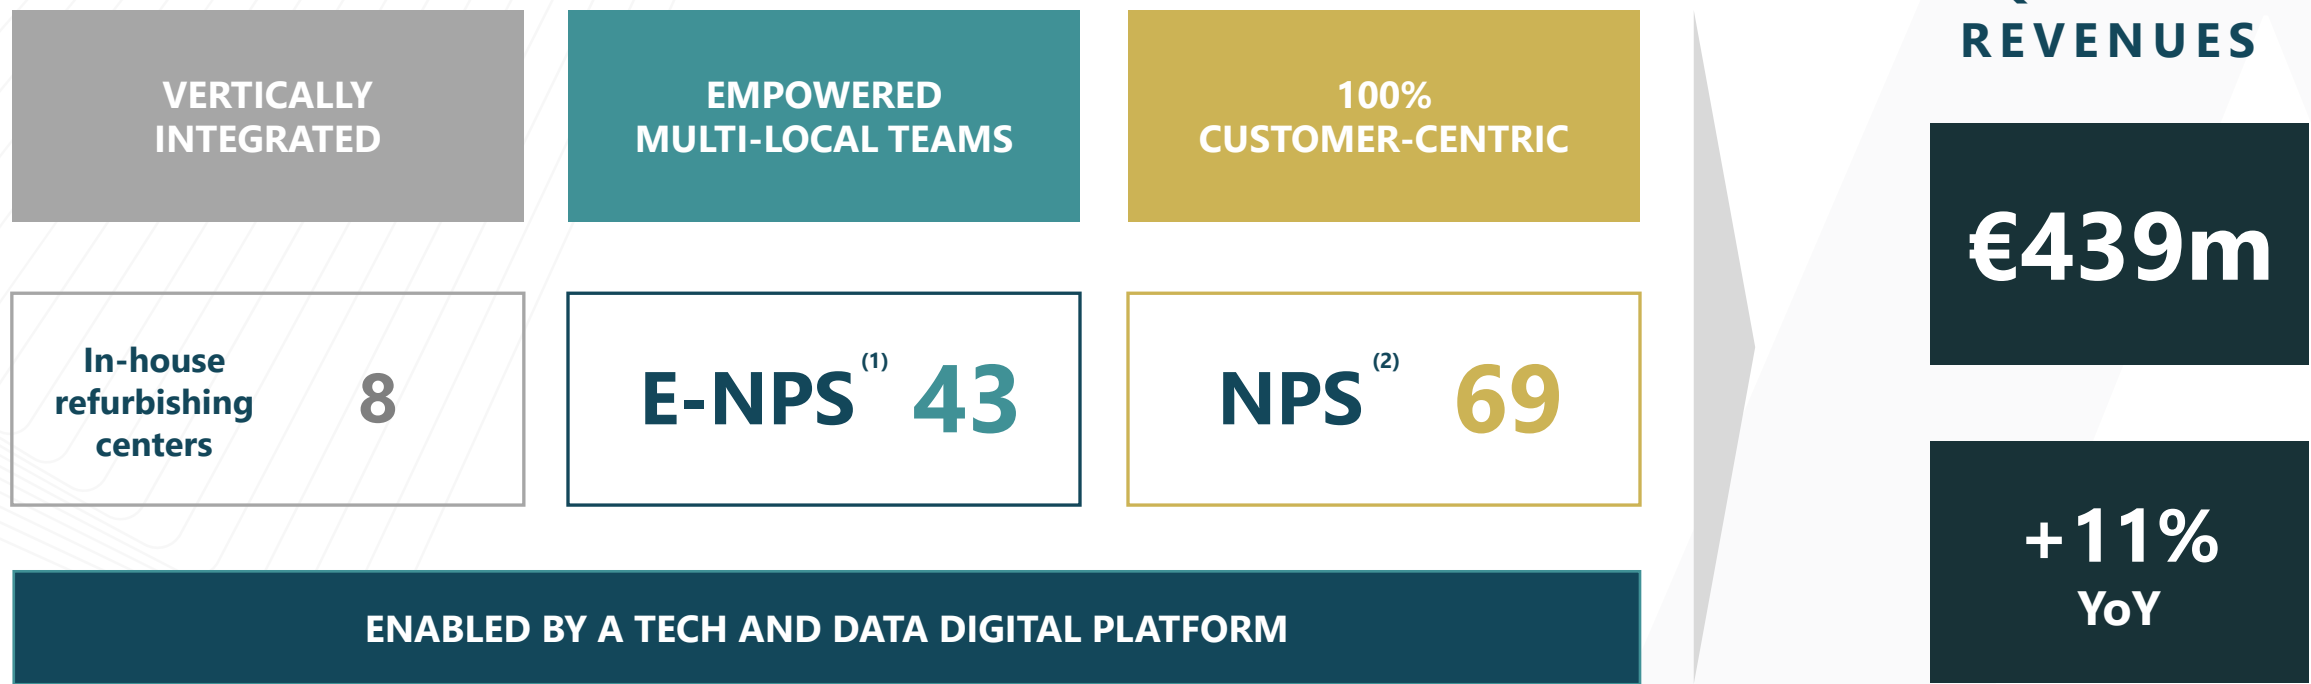 VERTICALLY
INTEGRATED
EMPOWERED
MULTI-LOCAL TEAMS
100%
CUSTOMER-CENTRIC
In-house
refurbishing
centers
8
E-NPS (1) 43
NPS (2) 69
ENABLED BY A TECH AND DATA DIGITAL PLATFORM
REVENUES
€439m
+11%
YoY